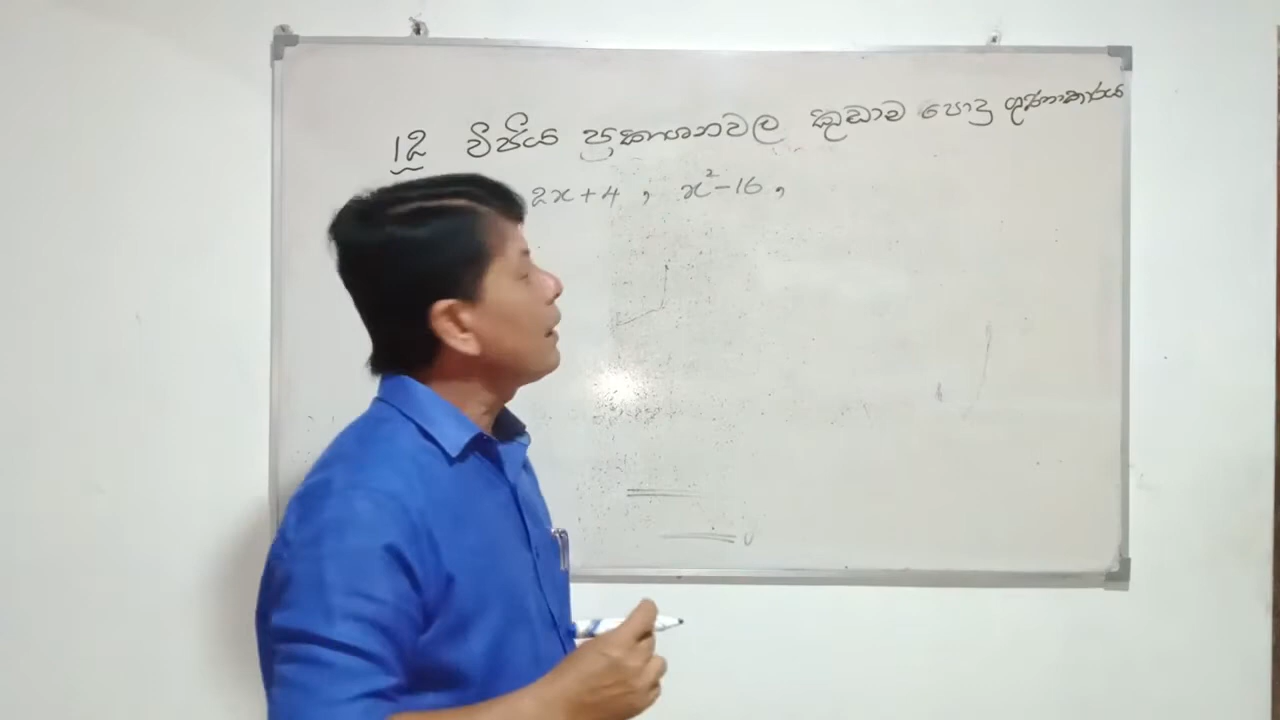 12 වීජීය ප්‍රකාශනවල කුඩාම පොදු ගුණාකාරය
2x + 4 , x² - 16 ,